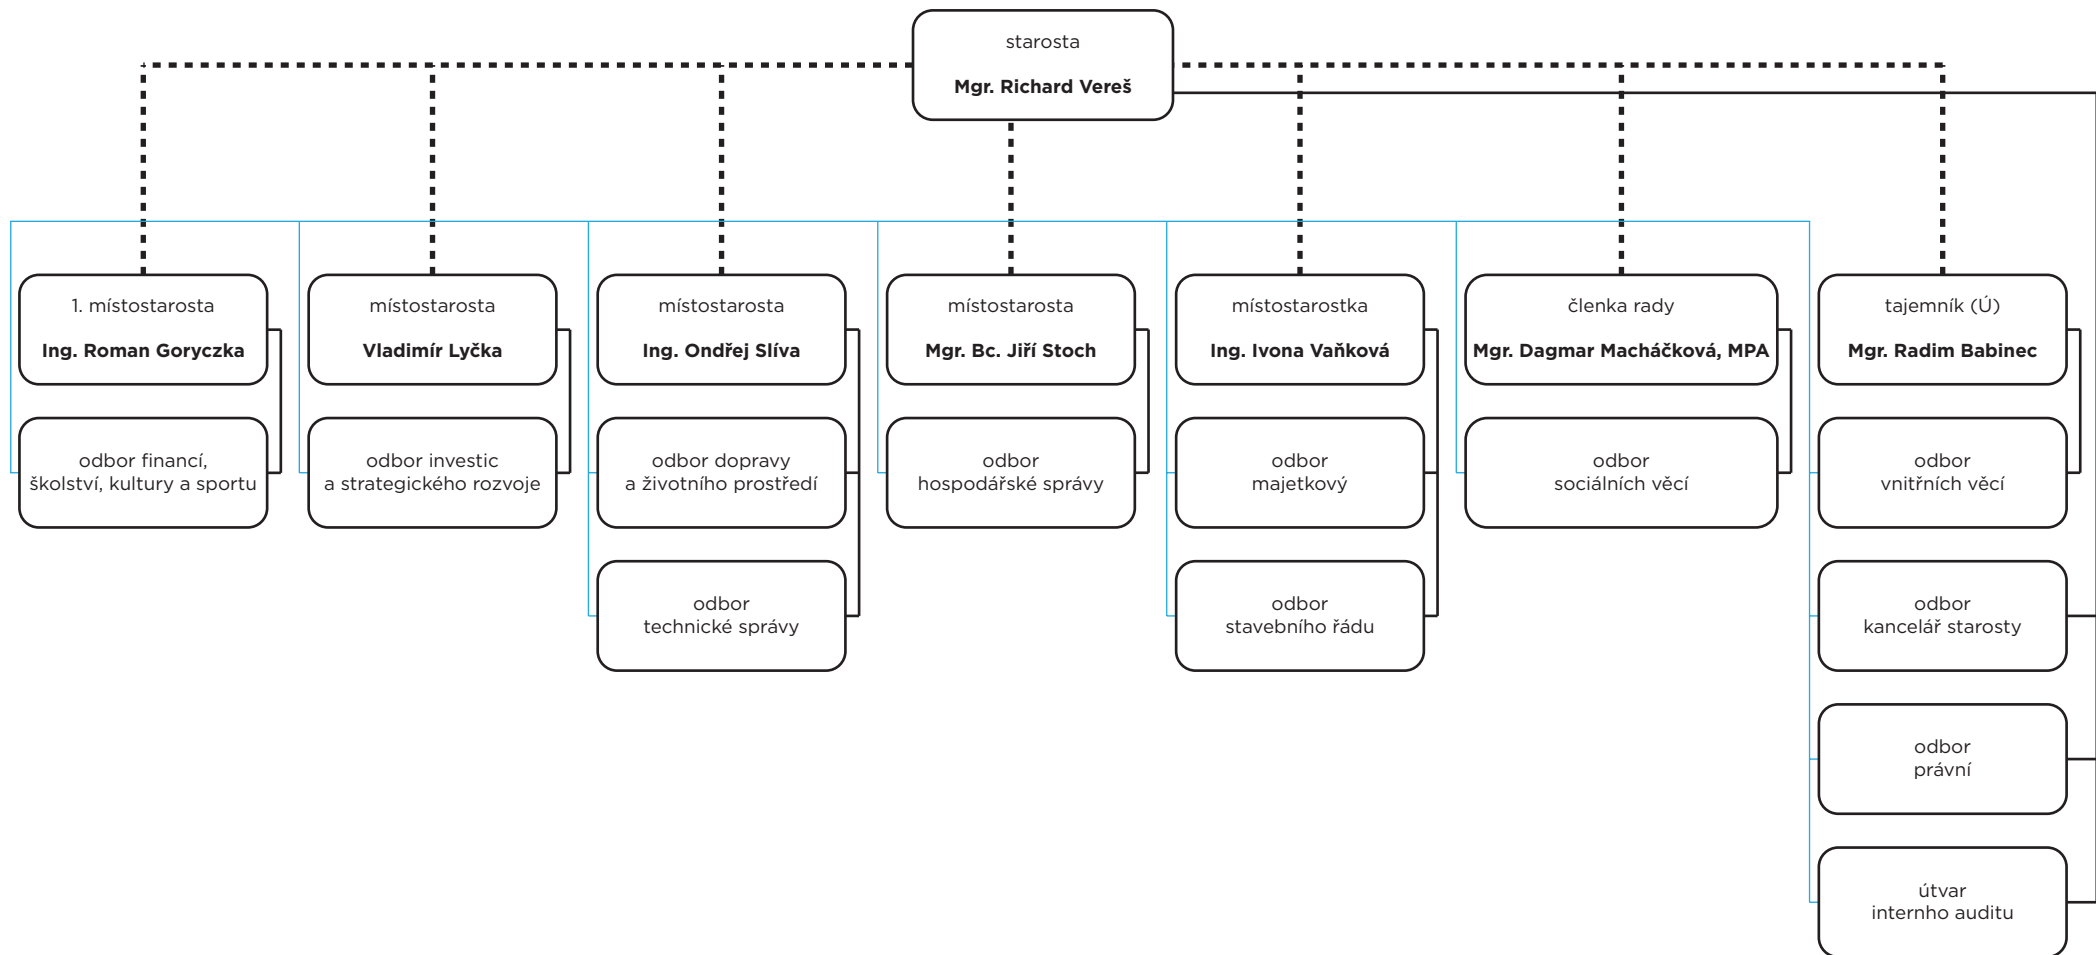 starosta
Mgr. Richard Vereš
1. místostarosta
Ing. Roman Goryczka
místostarosta
Vladimír Lyčka
místostarosta
Ing. Ondřej Slíva
místostarosta
Mgr. Bc. Jiří Stoch
místostarostka
Ing. Ivona Vaňková
členka rady
Mgr. Dagmar Macháčková, MPA
tajemník (Ú)
Mgr. Radim Babinec
odbor financí,
školství, kultury a sportu
odbor investic
a strategického rozvoje
odbor dopravy
a životního prostředí
odbor
hospodářské správy
odbor
majetkový
odbor
sociálních věcí
odbor
vnitřních věcí
odbor
technické správy
odbor
stavebního řádu
odbor
kancelář starosty
odbor
právní
útvar
internho auditu